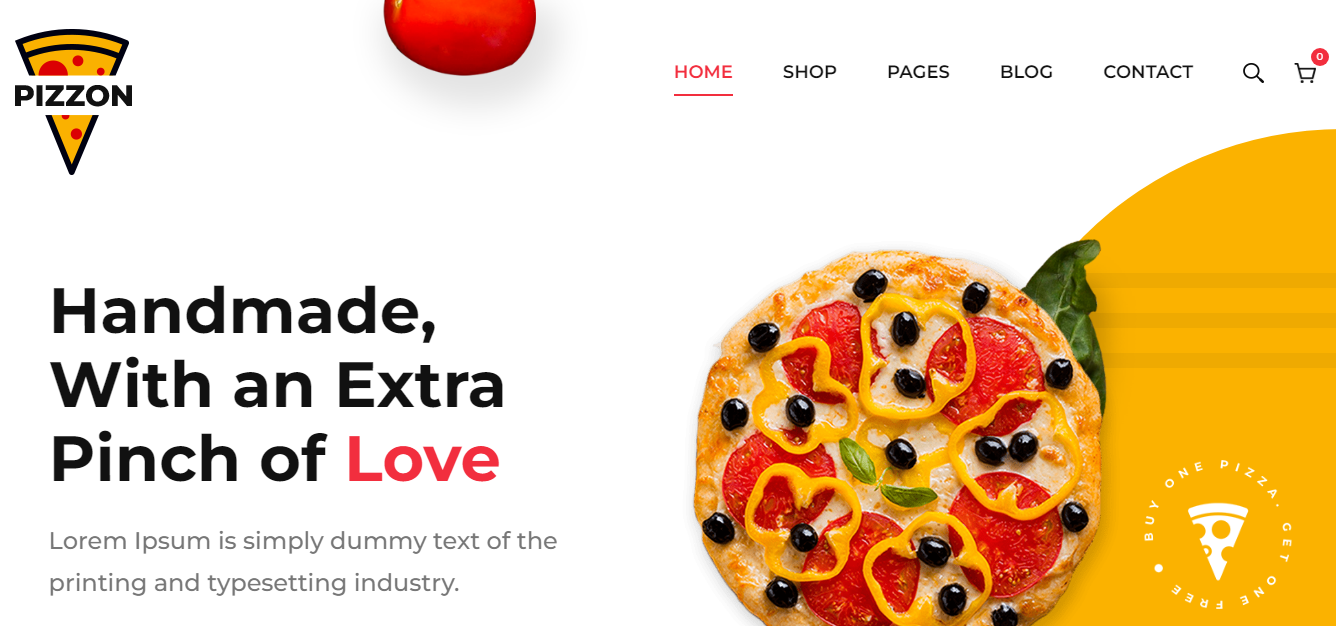 PIZZON
HOME
SHOP
PAGES
BLOG
CONTACT
0
Handmade,
With an Extra
Pinch of Love
Lorem Ipsum is simply dummy text of the
printing and typesetting industry.
BUY ONE PIZZA. GET ONE FREE